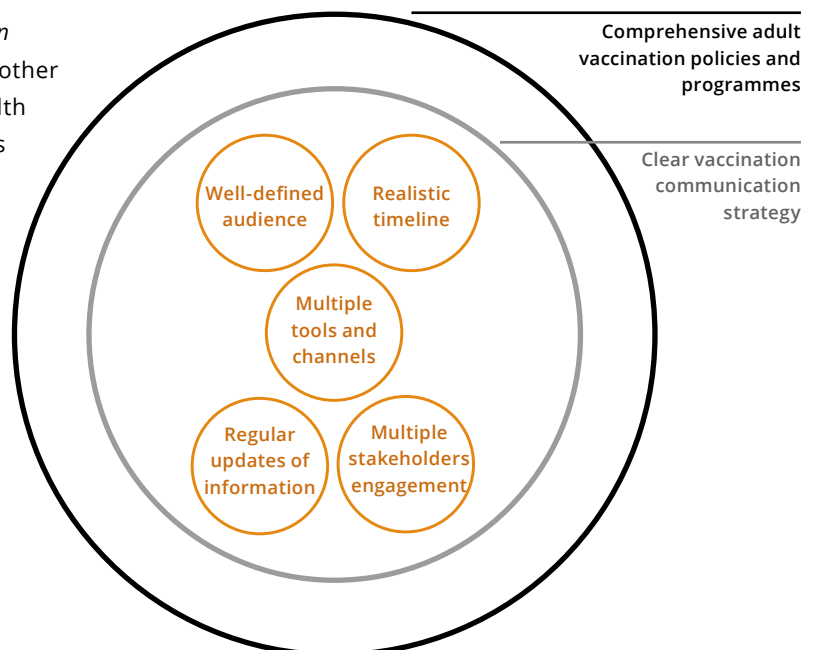 n
other
lth
s
Comprehensive adult
vaccination policies and
programmes
Clear vaccination
communication
strategy
Well-defined
audience
Realistic
timeline
Multiple
tools and
channels
Regular
updates of
information
Multiple
stakeholders
engagement